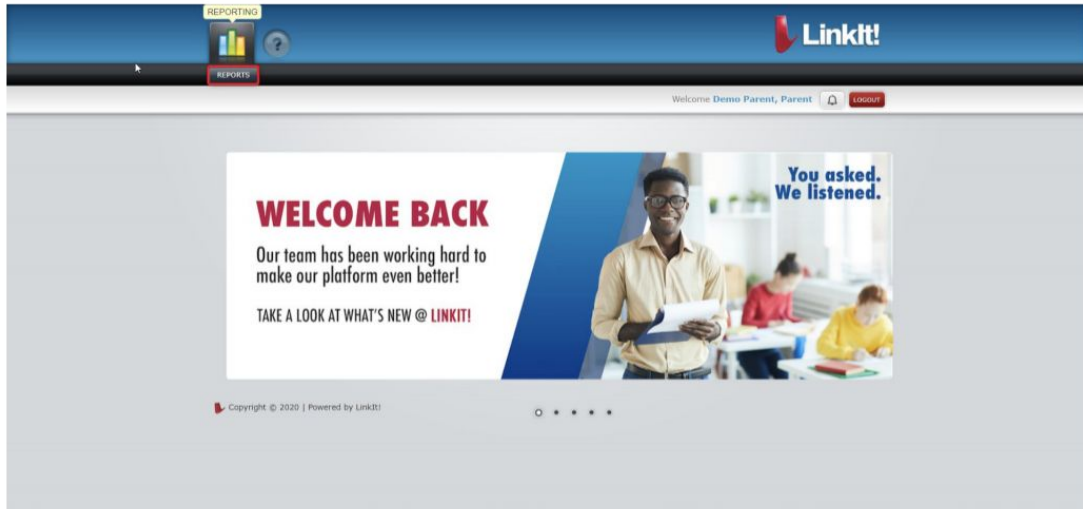 REPORTING
?
LinkIt!
REPORTS
Welcome Demo Parent, Parent
LOGOUT
You asked.
We listened.
WELCOME BACK
Our team has been working hard to
make our platform even better!
TAKE A LOOK AT WHAT'S NEW @ LINKIT!
Copyright © 2020 | Powered by LinkIt!